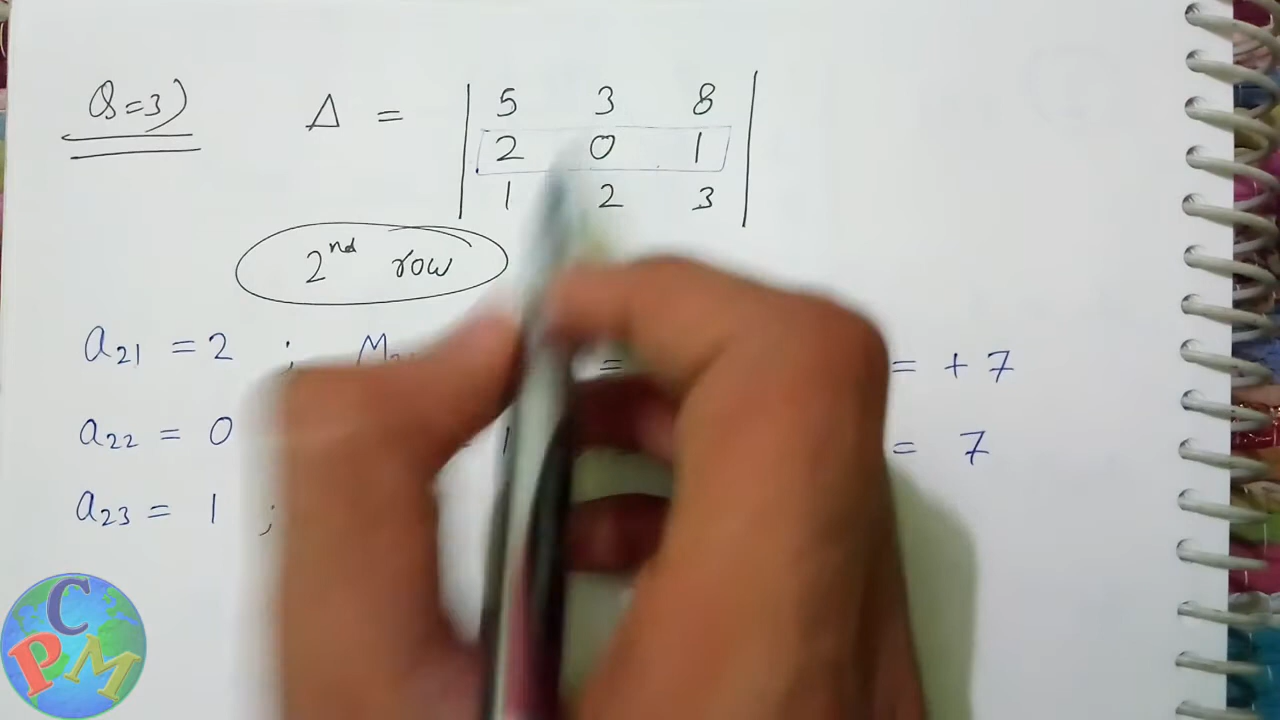 Q=3) Δ = | 5 3 8 |
| 2 0 1 |
| 1 2 3 |
2nd row
a21 = 2 ; = = + 7
a22 = 0 = 7
a23 = 1 ;
CPM